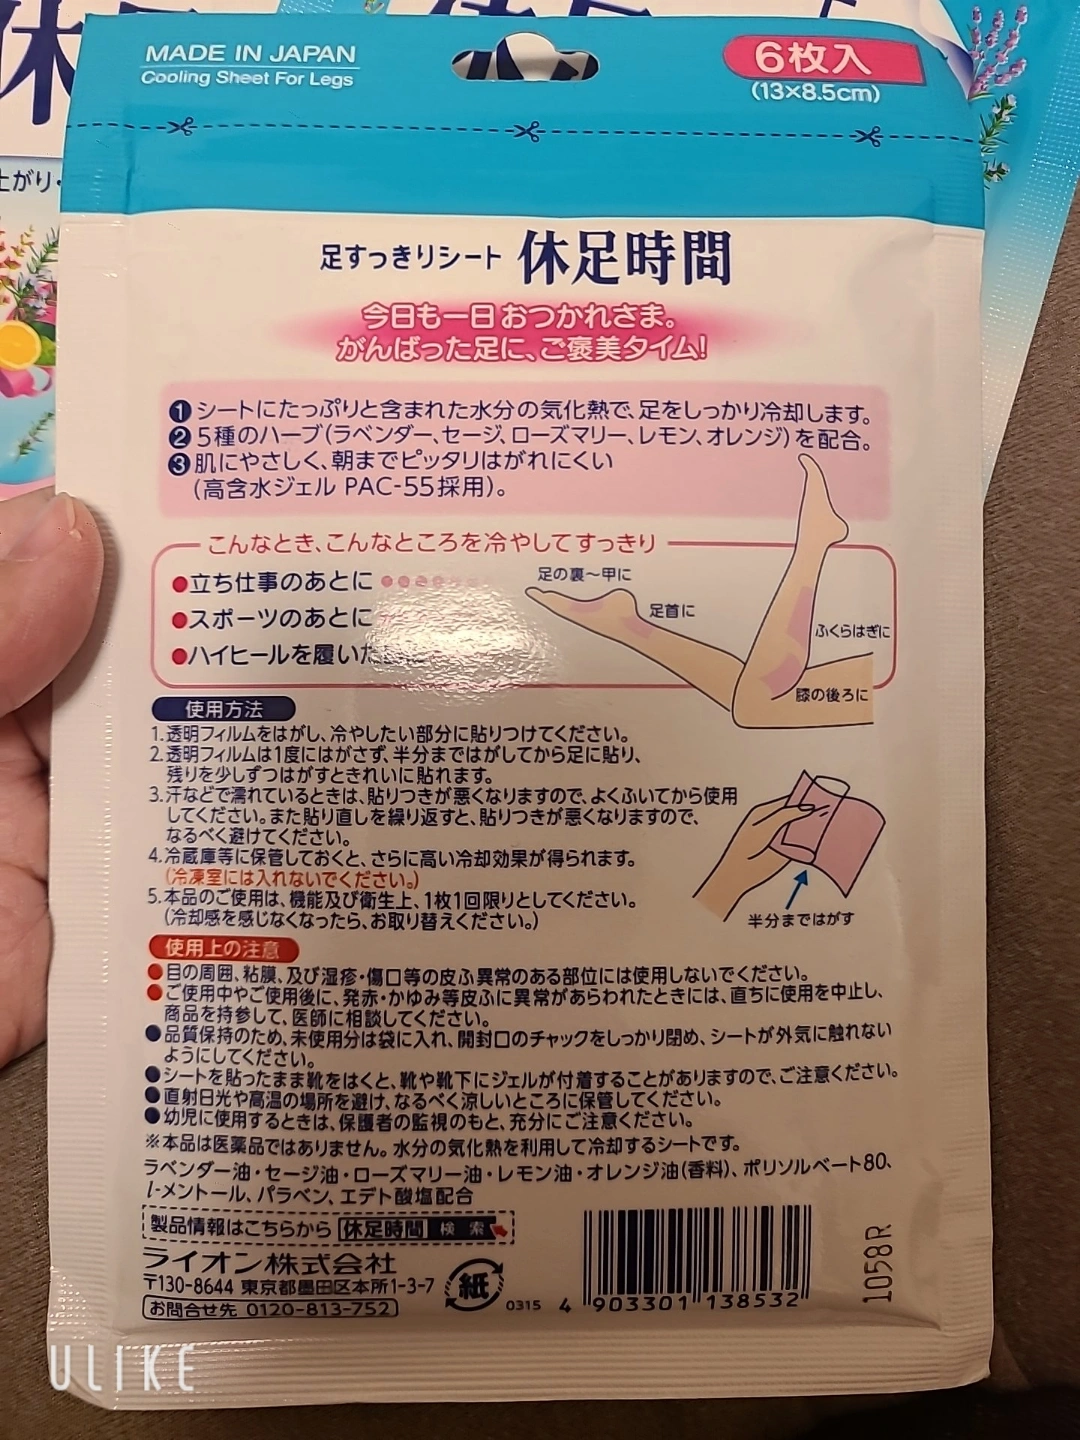 MADE IN JAPAN
Cooling Sheet For Legs
6枚入
(13×8.5cm)
足すっきりシート 休足時間
今日も一日 おつかれさま。
がんばった足に、ご褒美タイム!
❶シートにたっぷりと含まれた水分の気化熱で、足をしっかり冷却します。
❷5種のハーブ(ラベンダー、セージ、ローズマリー、レモン、オレンジ)を配合。
❸肌にやさしく、朝までピッタリはがれにくい
(高含水ジェル PAC-55採用)。
こんなとき、こんなところを冷やしてすっきり
●立ち仕事のあとに
●スポーツのあとに
●ハイヒールを履いた
足の裏〜甲に
足首に
ふくらはぎに
膝の後ろに
使用方法
1.透明フィルムをはがし、冷やしたい部分に貼りつけてください。
2.透明フィルムは1度にはがさず、半分まではがしてから足に貼り、
残りを少しずつはがすときれいに貼れます。
3.汗などで濡れているときは、貼りつきが悪くなりますので、よくふいてから使用
してください。また貼り直しを繰り返すと、貼りつきが悪くなりますので、
なるべく避けてください。
4.冷蔵庫等に保管しておくと、さらに高い冷却効果が得られます。
(冷凍室には入れないでください。)
5.本品のご使用は、機能及び衛生上、1枚1回限りとしてください。
(冷却感を感じなくなったら、お取り替えください。)
半分まではがす
使用上の注意
●目の周囲、粘膜、及び湿疹・傷口等の皮ふ異常のある部位には使用しないでください。
●ご使用中やご使用後に、発赤・かゆみ等皮ふに異常があらわれたときには、直ちに使用を中止し、
商品を持参して、医師に相談してください。
●品質保持のため、未使用分は袋に入れ、開封口のチャックをしっかり閉め、シートが外気に触れない
ようにしてください。
●シートを貼ったまま靴をはくと、靴や靴下にジェルが付着することがありますので、ご注意ください。
●直射日光や高温の場所を避け、なるべく涼しいところに保管してください。
●幼児に使用するときは、保護者の監視のもと、充分にご注意ください。
※本品は医薬品ではありません。水分の気化熱を利用して冷却するシートです。
ラベンダー油・セージ油・ローズマリー油・レモン油・オレンジ油(香料)、ポリソルベート80、
l-メントール、パラベン、エデト酸塩配合
製品情報はこちらから 休足時間 検索
ライオン株式会社
〒130-8644 東京都墨田区本所1-3-7
お問合せ先 0120-813-752
紙
0315
4 903301 138532
1058R
ULIKE